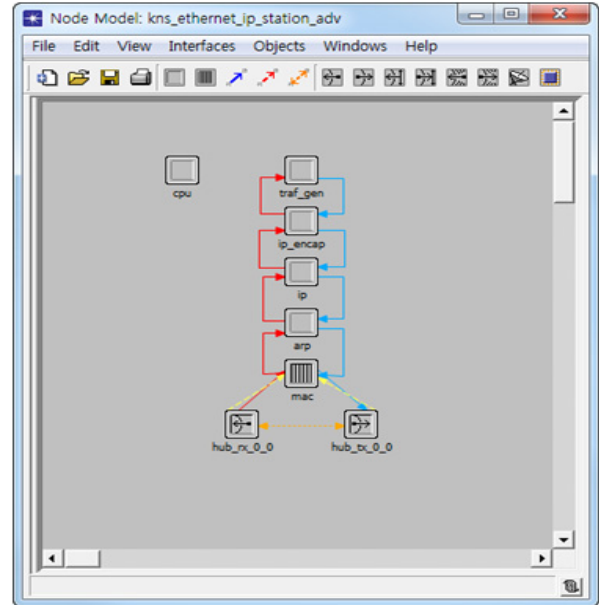 Node Model: kns_ethernet_ip_station_adv
File Edit View Interfaces Objects Windows Help
cpu
traf_gen
ip_encap
ip
arp
mac
hub_rx_0_0
hub_tx_0_0